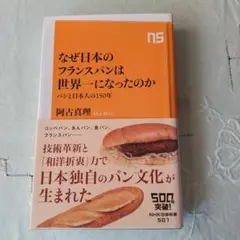 ns
なぜ日本の
フランスパンは
世界一になったのか
パンと日本人の150年
阿古真理
コッペパン、あんパン、食パン、
フランスパン……
技術革新と
「和洋折衷」力で
日本独自のパン文化が
生まれた
500点
突破!
NHK出版新書
501